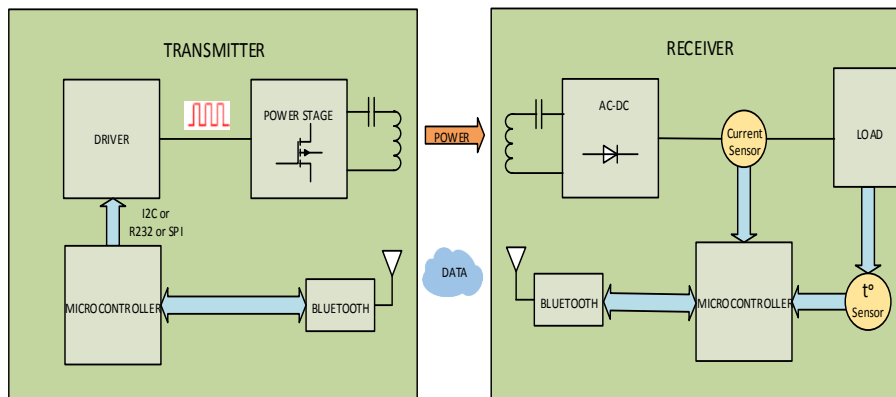 TRANSMITTER
DRIVER
POWER STAGE
I2C or
R232 or SPI
MICROCONTROLLER
BLUETOOTH
POWER
DATA
RECEIVER
AC-DC
Current
Sensor
LOAD
BLUETOOTH
MICROCONTROLLER
t°
Sensor